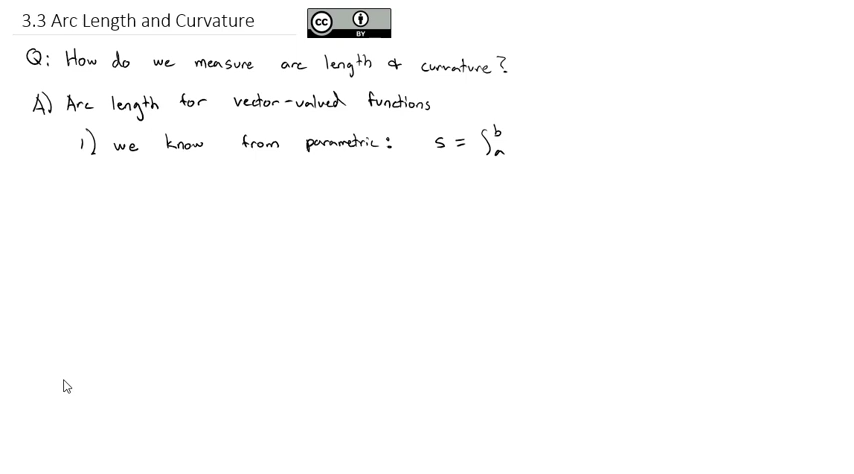 3.3 Arc Length and Curvature
cc BY
Q: How do we measure arc length & curvature?
A) Arc length for vector-valued functions
1) we know from parametric: s = ∫ₐᵇ